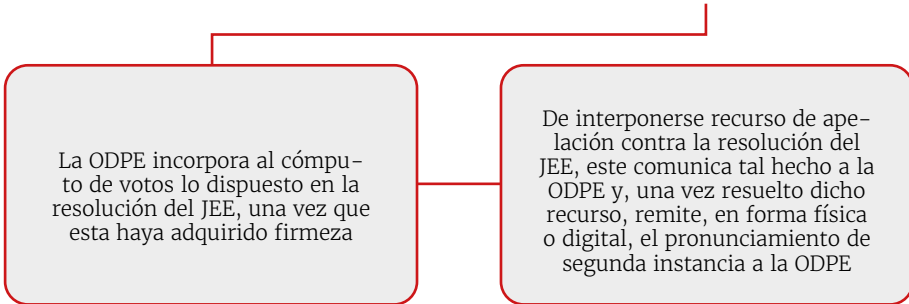 La ODPE incorpora al cómpu-
to de votos lo dispuesto en la
resolución del JEE, una vez que
esta haya adquirido firmeza
De interponerse recurso de ape-
lación contra la resolución del
JEE, este comunica tal hecho a la
ODPE y, una vez resuelto dicho
recurso, remite, en forma física
o digital, el pronunciamiento de
segunda instancia a la ODPE